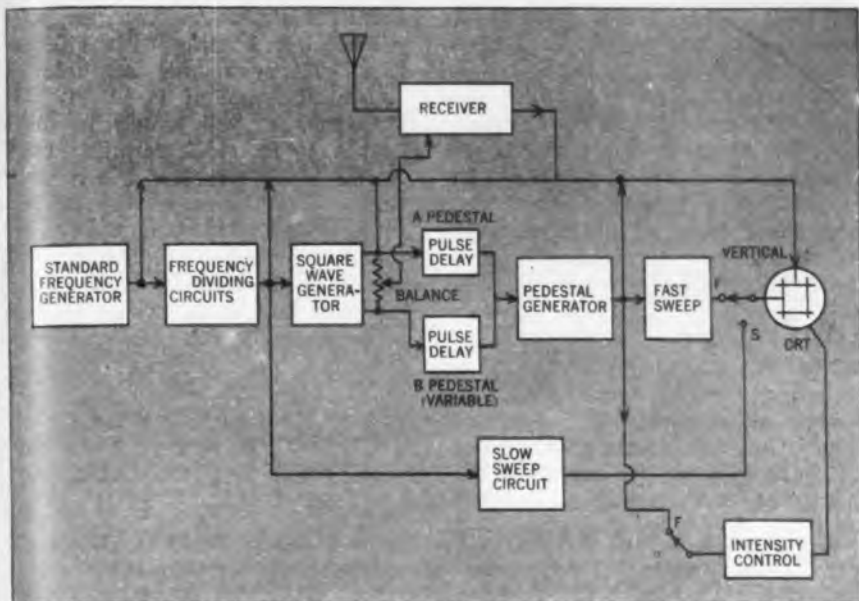 RECEIVER
A PEDESTAL
STANDARD
FREQUENCY
GENERATOR
FREQUENCY
DIVIDING
CIRCUITS
SQUARE
WAVE
GENERA-
TOR
PULSE
DELAY
BALANCE
PULSE
DELAY
B PEDESTAL
(VARIABLE)
PEDESTAL
GENERATOR
FAST
SWEEP
VERTICAL
F
S
CRT
SLOW
SWEEP
CIRCUIT
F
INTENSITY
CONTROL